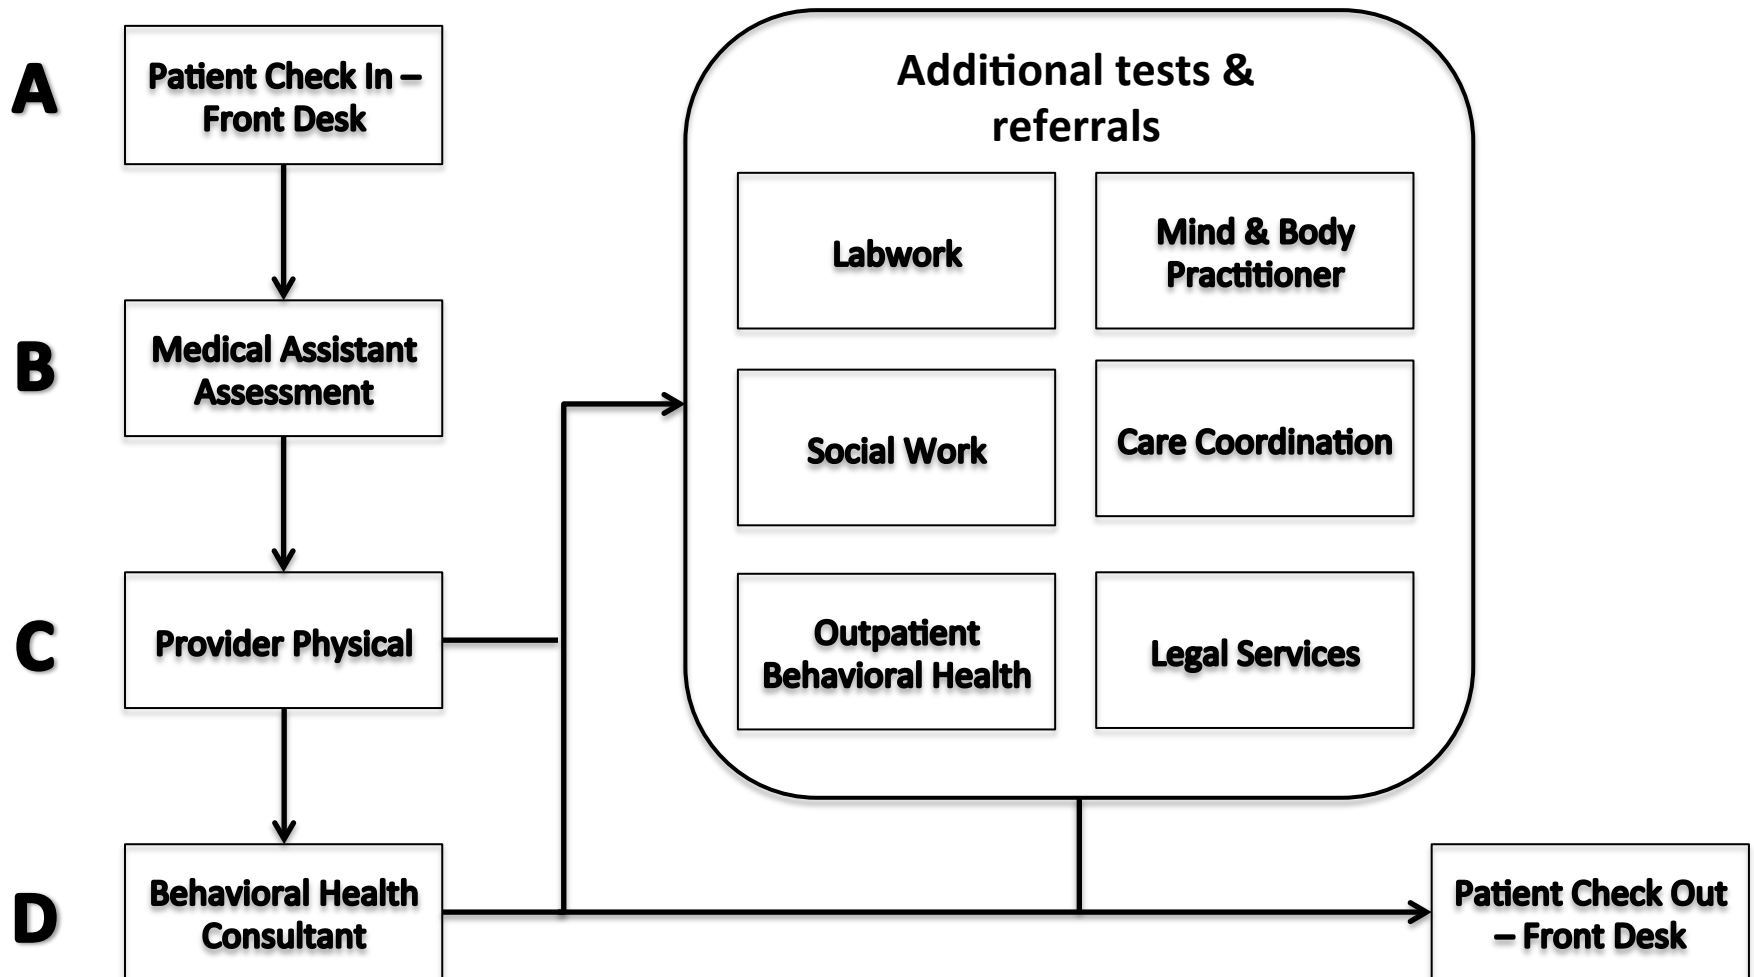 A
Patient Check In –
Front Desk
B
Medical Assistant
Assessment
C
Provider Physical
D
Behavioral Health
Consultant
Additional tests &
referrals
Labwork
Mind & Body
Practitioner
Social Work
Care Coordination
Outpatient
Behavioral Health
Legal Services
Patient Check Out
– Front Desk